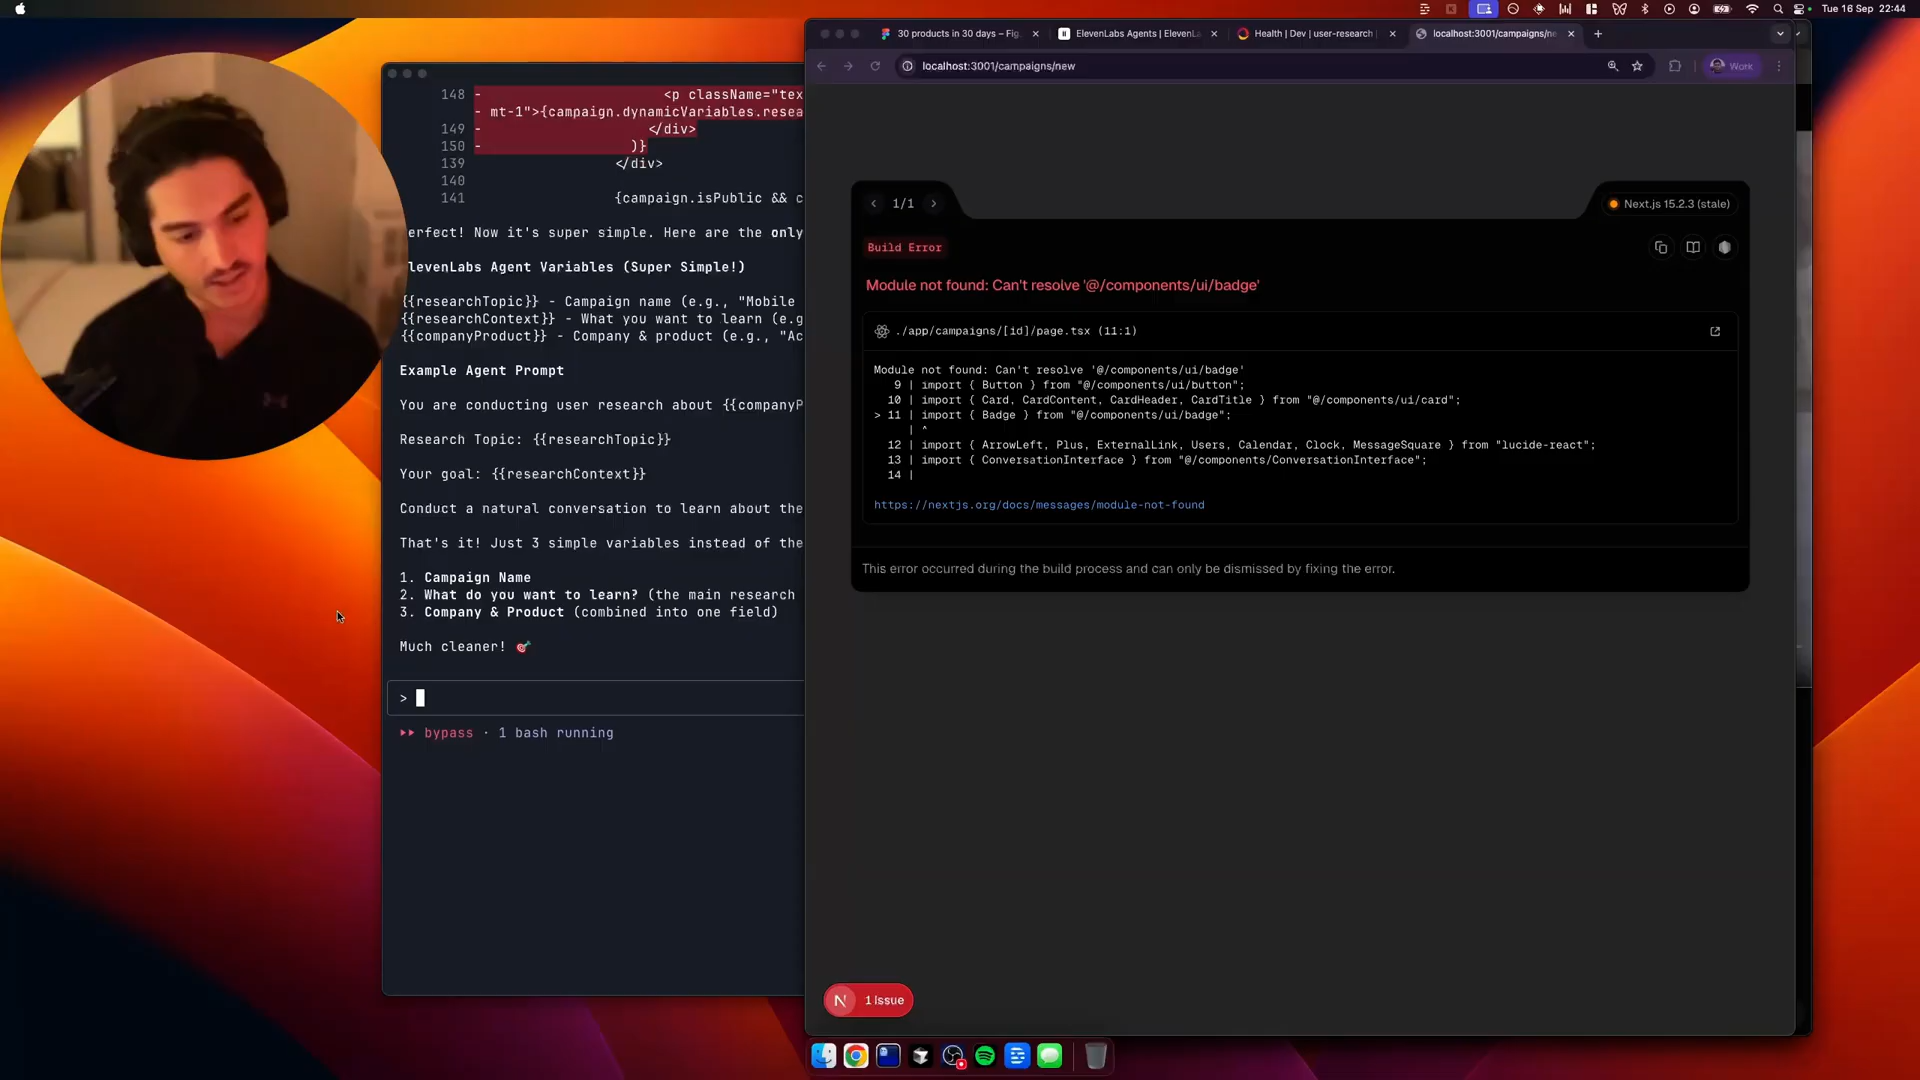 Tue 16 Sep 22:44
30 products in 30 days – Fig
ElevenLabs Agents | ElevenLa
Health | Dev | user-research
localhost:3001/campaigns/ne
localhost:3001/campaigns/new
Work
148 - <p className="tex
- mt-1">{campaign.dynamicVariables.resea
149 - </div>
150 - )}
139 </div>
140
141 {campaign.isPublic && c
erfect! Now it's super simple. Here are the only
levenLabs Agent Variables (Super Simple!)
{{researchTopic}} - Campaign name (e.g., "Mobile
{{researchContext}} - What you want to learn (e.g
{{companyProduct}} - Company & product (e.g., "Ac
Example Agent Prompt
You are conducting user research about {{companyP
Research Topic: {{researchTopic}}
Your goal: {{researchContext}}
Conduct a natural conversation to learn about the
That's it! Just 3 simple variables instead of the
1. Campaign Name
2. What do you want to learn? (the main research
3. Company & Product (combined into one field)
Much cleaner! 🎯
>
bypass · 1 bash running
1/1
Next.js 15.2.3 (stale)
Build Error
Module not found: Can't resolve '@/components/ui/badge'
./app/campaigns/[id]/page.tsx (11:1)
Module not found: Can't resolve '@/components/ui/badge'
9 | import { Button } from "@/components/ui/button";
10 | import { Card, CardContent, CardHeader, CardTitle } from "@/components/ui/card";
> 11 | import { Badge } from "@/components/ui/badge";
| ^
12 | import { ArrowLeft, Plus, ExternalLink, Users, Calendar, Clock, MessageSquare } from "lucide-react";
13 | import { ConversationInterface } from "@/components/ConversationInterface";
14 |
https://nextjs.org/docs/messages/module-not-found
This error occurred during the build process and can only be dismissed by fixing the error.
N 1 Issue